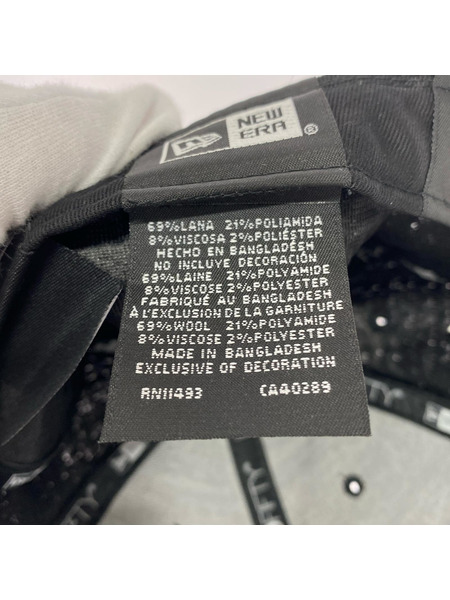 NEW
ERA®
69%LANA 21%POLIAMIDA
8%VISCOSA 2%POLIÉSTER
HECHO EN BANGLADÉSH
NO INCLUYE DECORACIÓN
69%LAINE 21%POLYAMIDE
8%VISCOSE 2%POLYESTER
FABRIQUÉ AU BANGLADESH
À L'EXCLUSION DE LA GARNITURE
69%WOOL 21%POLYAMIDE
8%VISCOSE 2%POLYESTER
MADE IN BANGLADESH
EXCLUSIVE OF DECORATION
RN11493 CA40289
FTY